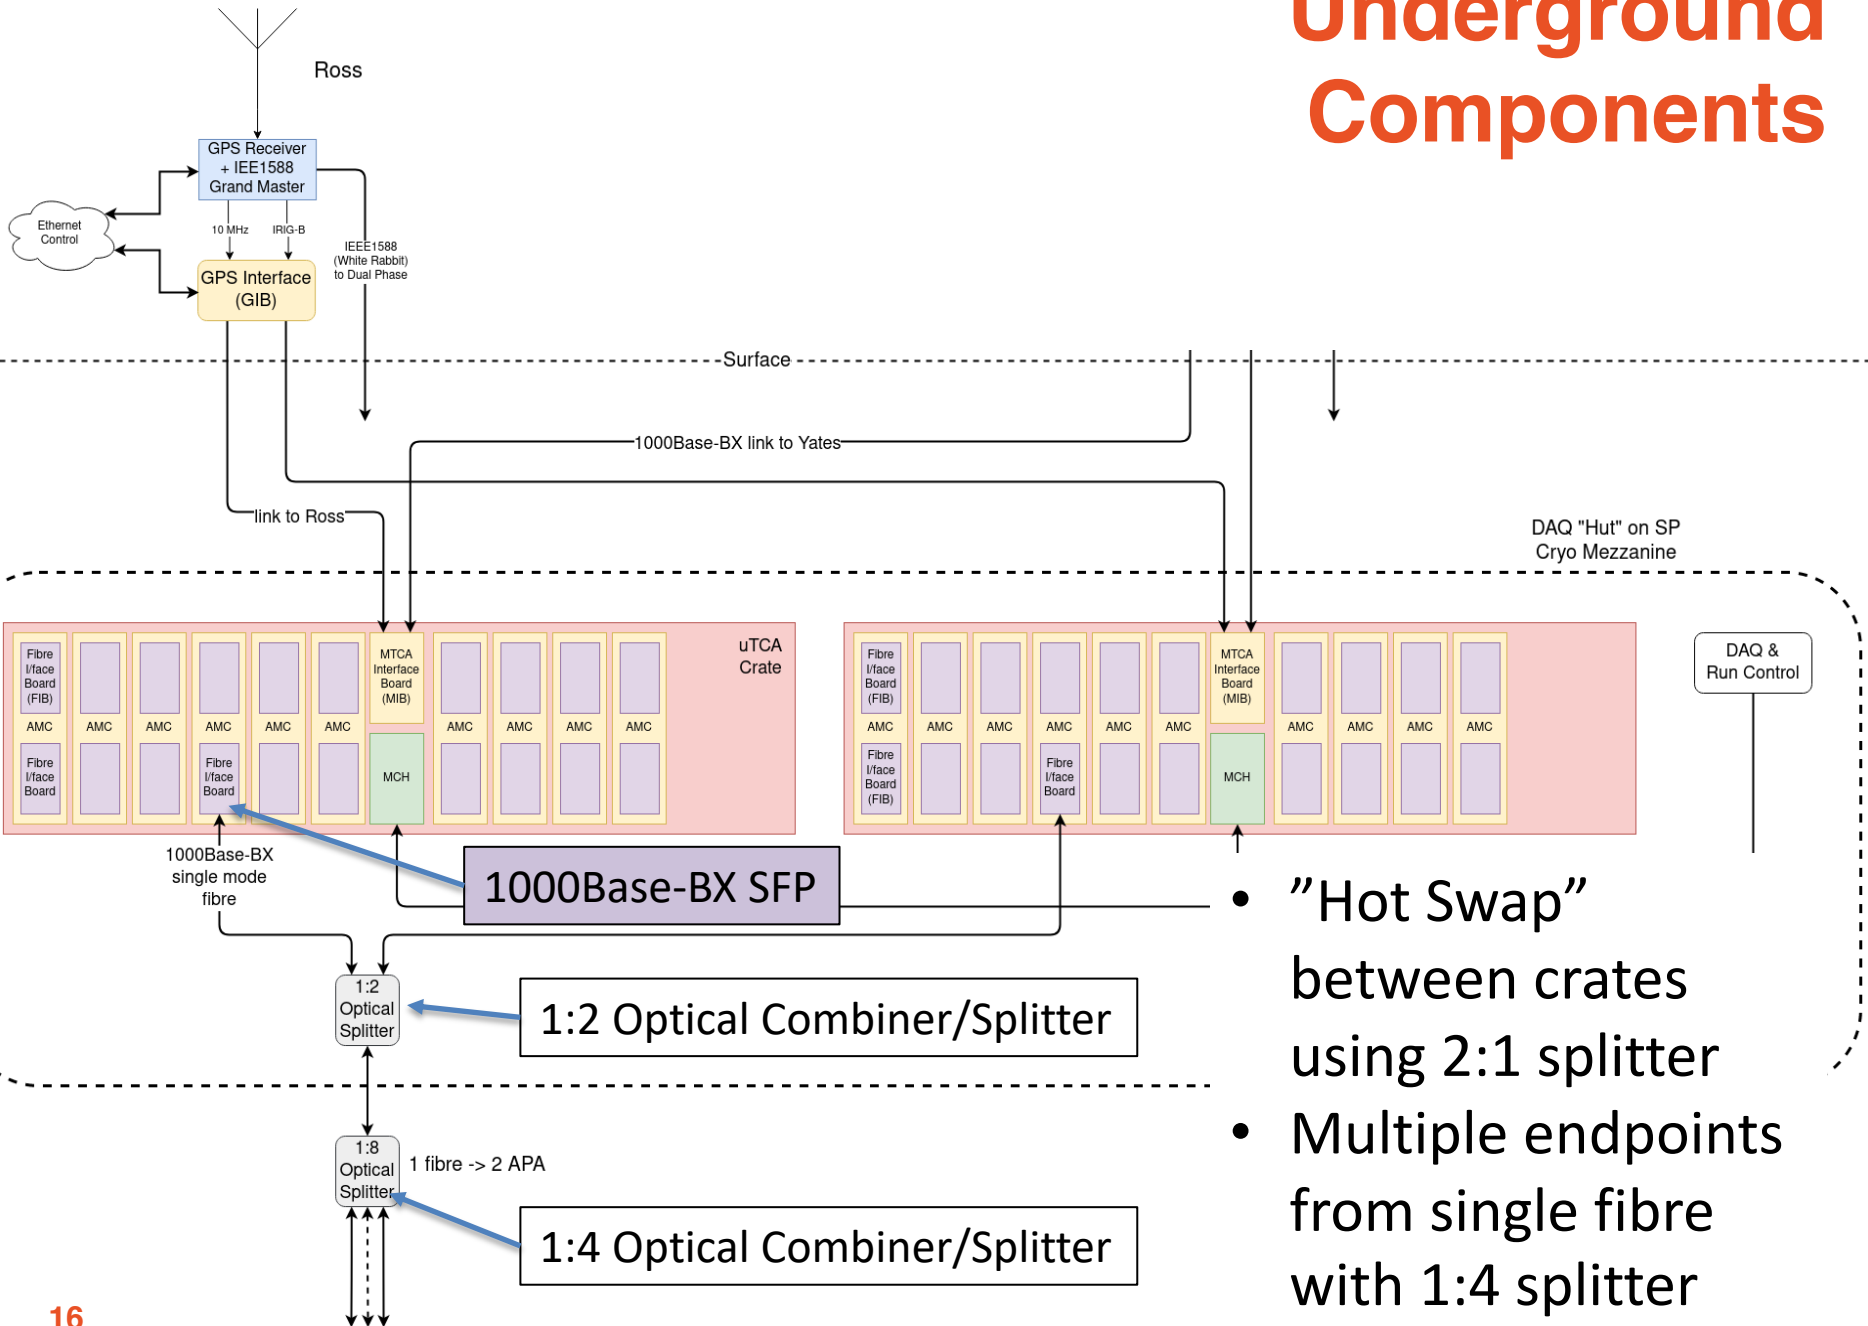 Underground
Components
Ross
GPS Receiver
+ IEE1588
Grand Master
Ethernet
Control
10 MHz
IRIG-B
IEEE1588
(White Rabbit)
to Dual Phase
GPS Interface
(GIB)
Surface
1000Base-BX link to Yates
link to Ross
DAQ "Hut" on SP
Cryo Mezzanine
Fibre
I/face
Board
(FIB)
AMC
Fibre
I/face
Board
AMC
AMC
AMC
Fibre
I/face
Board
AMC
AMC
MTCA
Interface
Board
(MIB)
MCH
AMC
AMC
AMC
AMC
uTCA
Crate
Fibre
I/face
Board
(FIB)
AMC
Fibre
I/face
Board
(FIB)
AMC
AMC
AMC
Fibre
I/face
Board
AMC
AMC
MTCA
Interface
Board
(MIB)
MCH
AMC
AMC
AMC
AMC
DAQ &
Run Control
1000Base-BX
single mode
fibre
1000Base-BX SFP
1:2
Optical
Splitter
1:2 Optical Combiner/Splitter
1:8
Optical
Splitter
1 fibre -> 2 APA
1:4 Optical Combiner/Splitter
• ”Hot Swap”
between crates
using 2:1 splitter
• Multiple endpoints
from single fibre
with 1:4 splitter
16